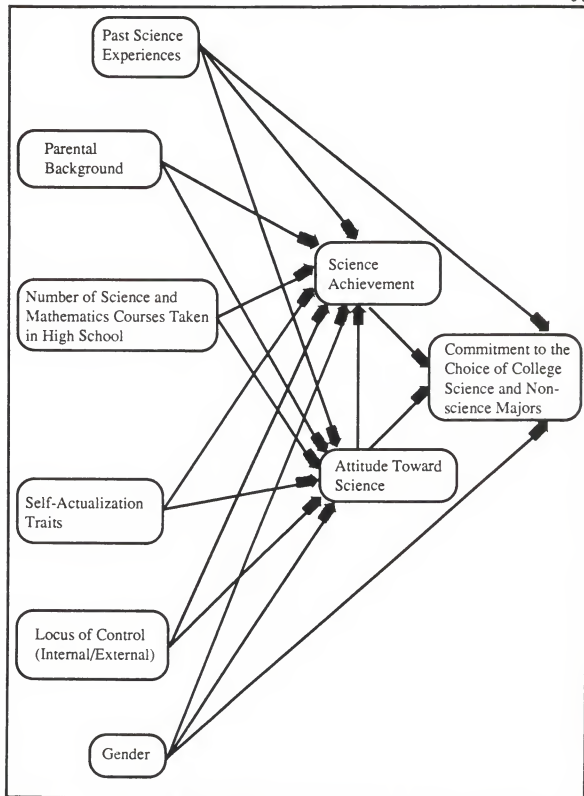 Past Science
Experiences
Parental
Background
Number of Science and
Mathematics Courses Taken
in High School
Self-Actualization
Traits
Locus of Control
(Internal/External)
Gender
Science
Achievement
Attitude Toward
Science
Commitment to the
Choice of College
Science and Non-
science Majors